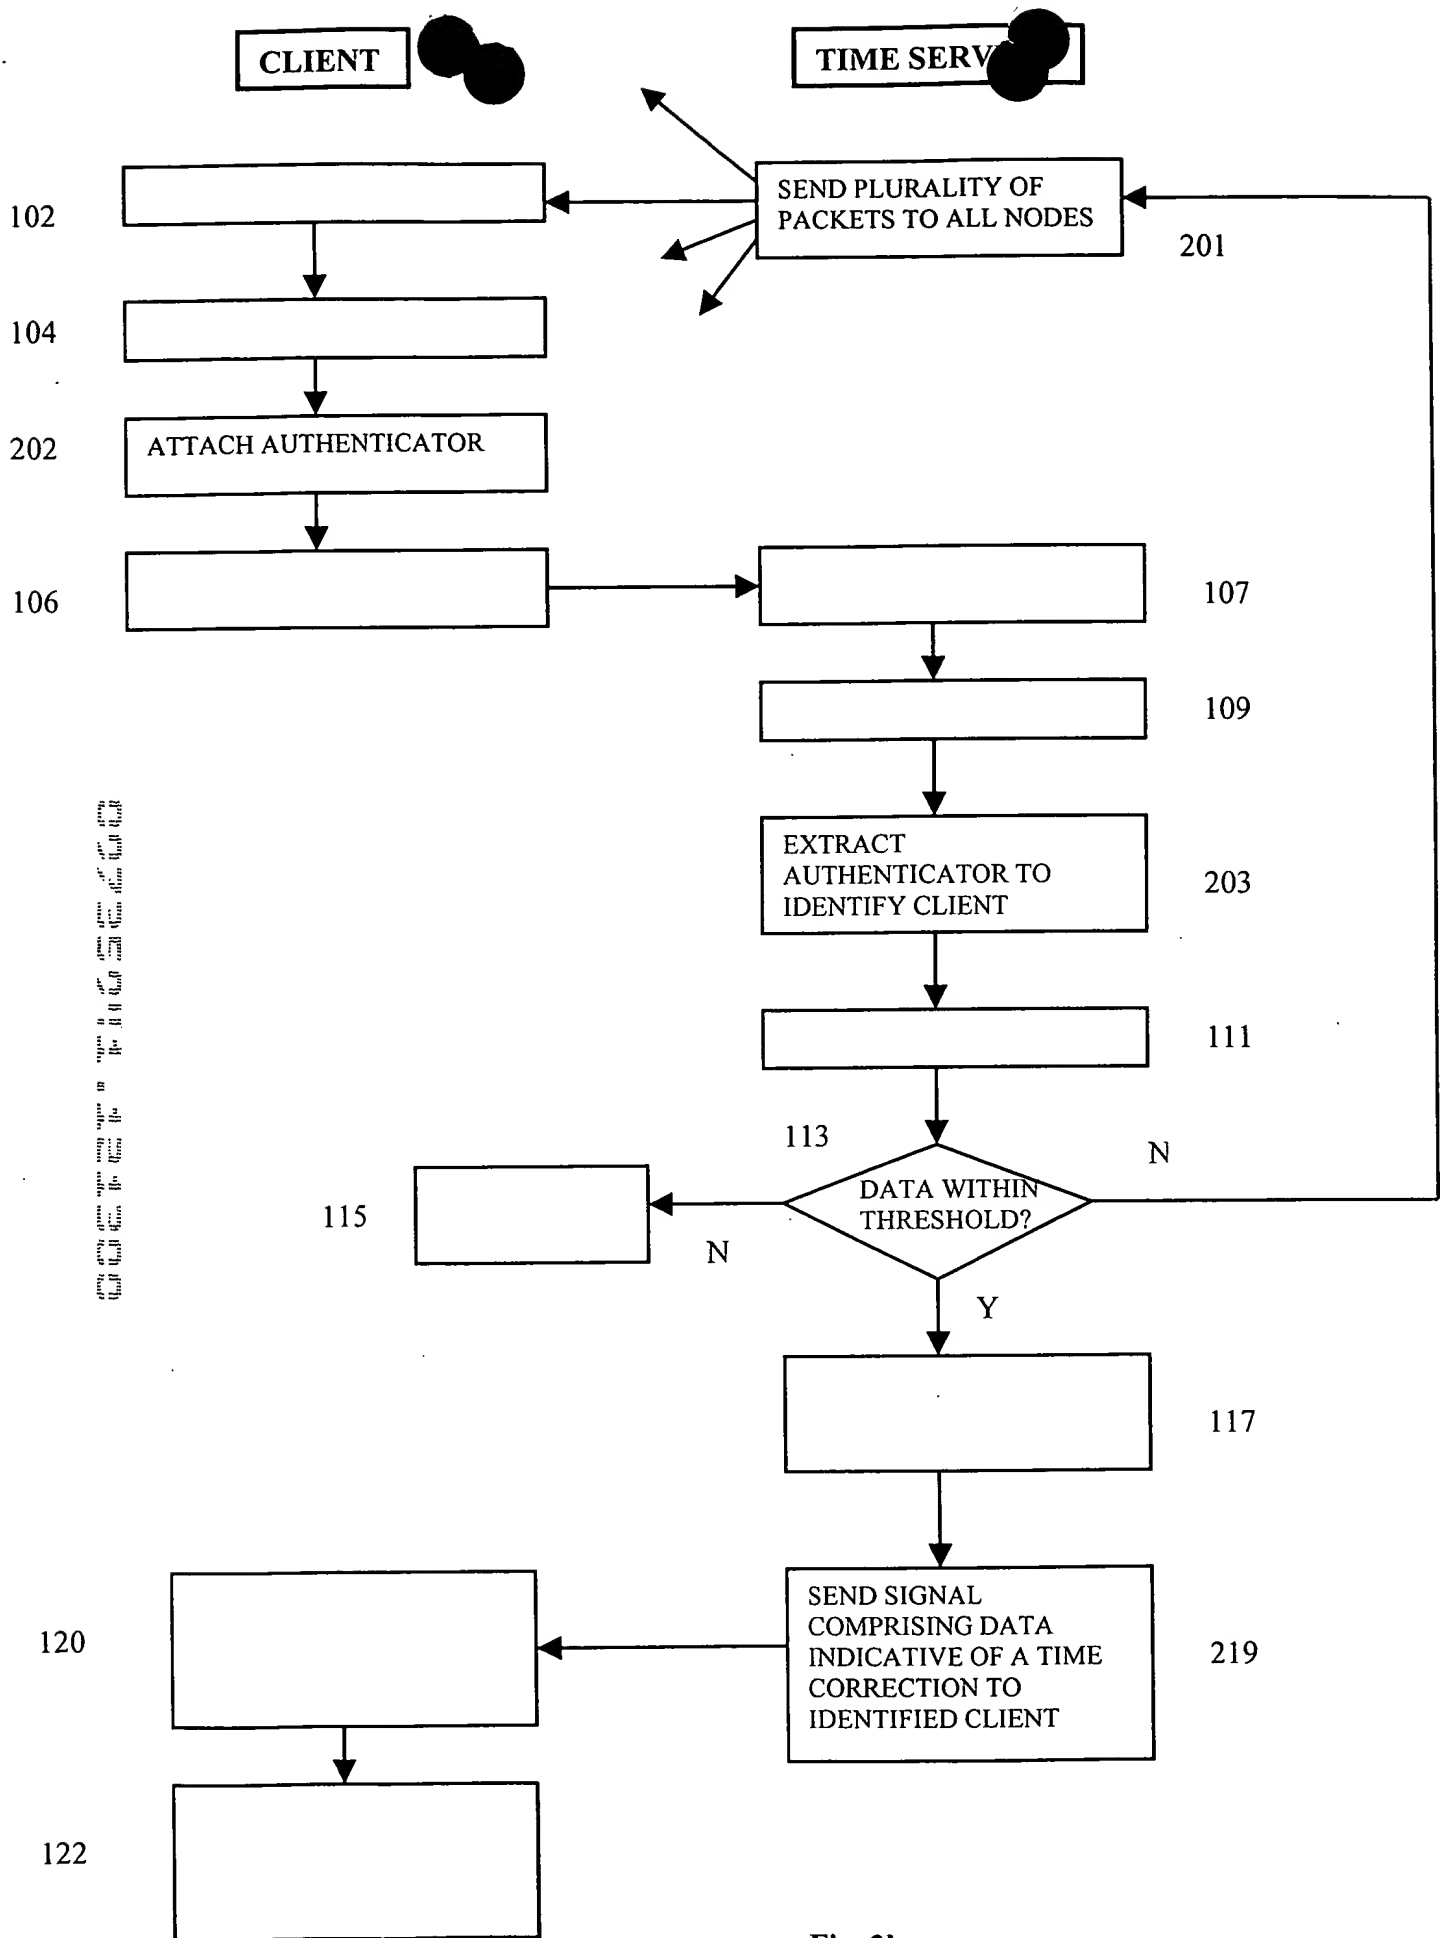 CLIENT
TIME SERV
SEND PLURALITY OF
PACKETS TO ALL NODES
102
201
104
202
ATTACH AUTHENTICATOR
106
107
109
EXTRACT
AUTHENTICATOR TO
IDENTIFY CLIENT
203
111
113
N
DATA WITHIN
THRESHOLD?
115
N
Y
117
SEND SIGNAL
COMPRISING DATA
INDICATIVE OF A TIME
CORRECTION TO
IDENTIFIED CLIENT
120
219
122